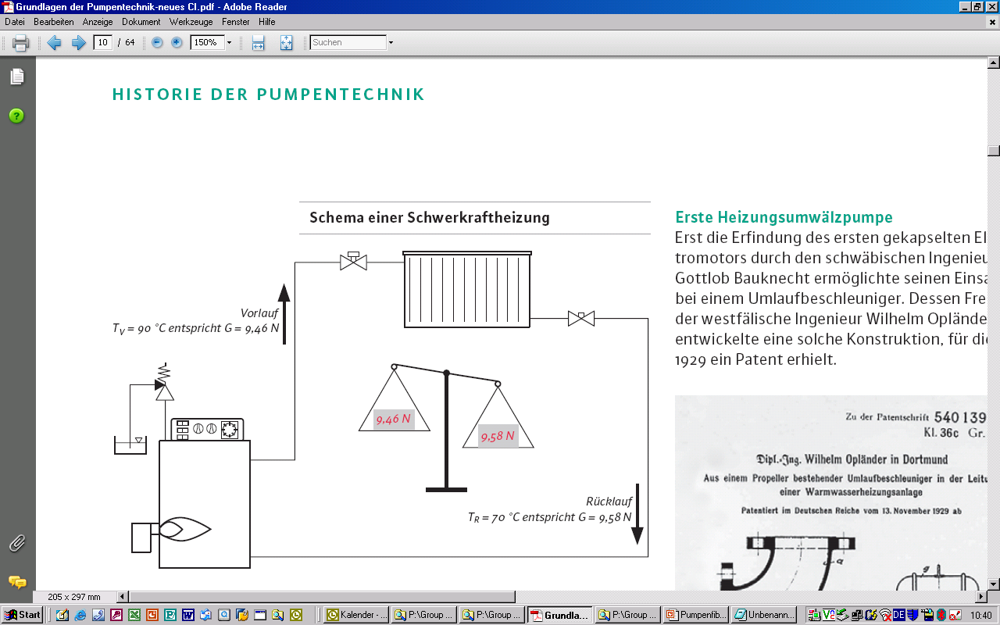 Grundlagen der Pumpentechnik-neues CI.pdf - Adobe Reader
Datei Bearbeiten Anzeige Dokument Werkzeuge Fenster Hilfe
10 / 64 150% Suchen
HISTORIE DER PUMPENTECHNIK
Schema einer Schwerkraftheizung
Vorlauf
TV = 90 °C entspricht G = 9,46 N
9,46 N
9,58 N
Rücklauf
TR = 70 °C entspricht G = 9,58 N
Erste Heizungsumwälzpumpe
Erst die Erfindung des ersten gekapselten El
tromotors durch den schwäbischen Ingenieu
Gottlob Bauknecht ermöglichte seinen Einsa
bei einem Umlaufbeschleuniger. Dessen Fre
der westfälische Ingenieur Wilhelm Oplände
entwickelte eine solche Konstruktion, für die
1929 ein Patent erhielt.
Zu der Patentschrift 540 139
Kl. 36c Gr.
Dipl.-Ing. Wilhelm Opländer in Dortmund
Aus einem Propeller bestehender Umlaufbeschleuniger in der Leitu
einer Warmwasserheizungsanlage
Patentiert im Deutschen Reiche vom 13. November 1929 ab
a
g
205 x 297 mm
Start Kalender - ... P:\Group ... P:\Group ... Grundla... P:\Group ... Pumpenfib... Unbenann... DE 10:40